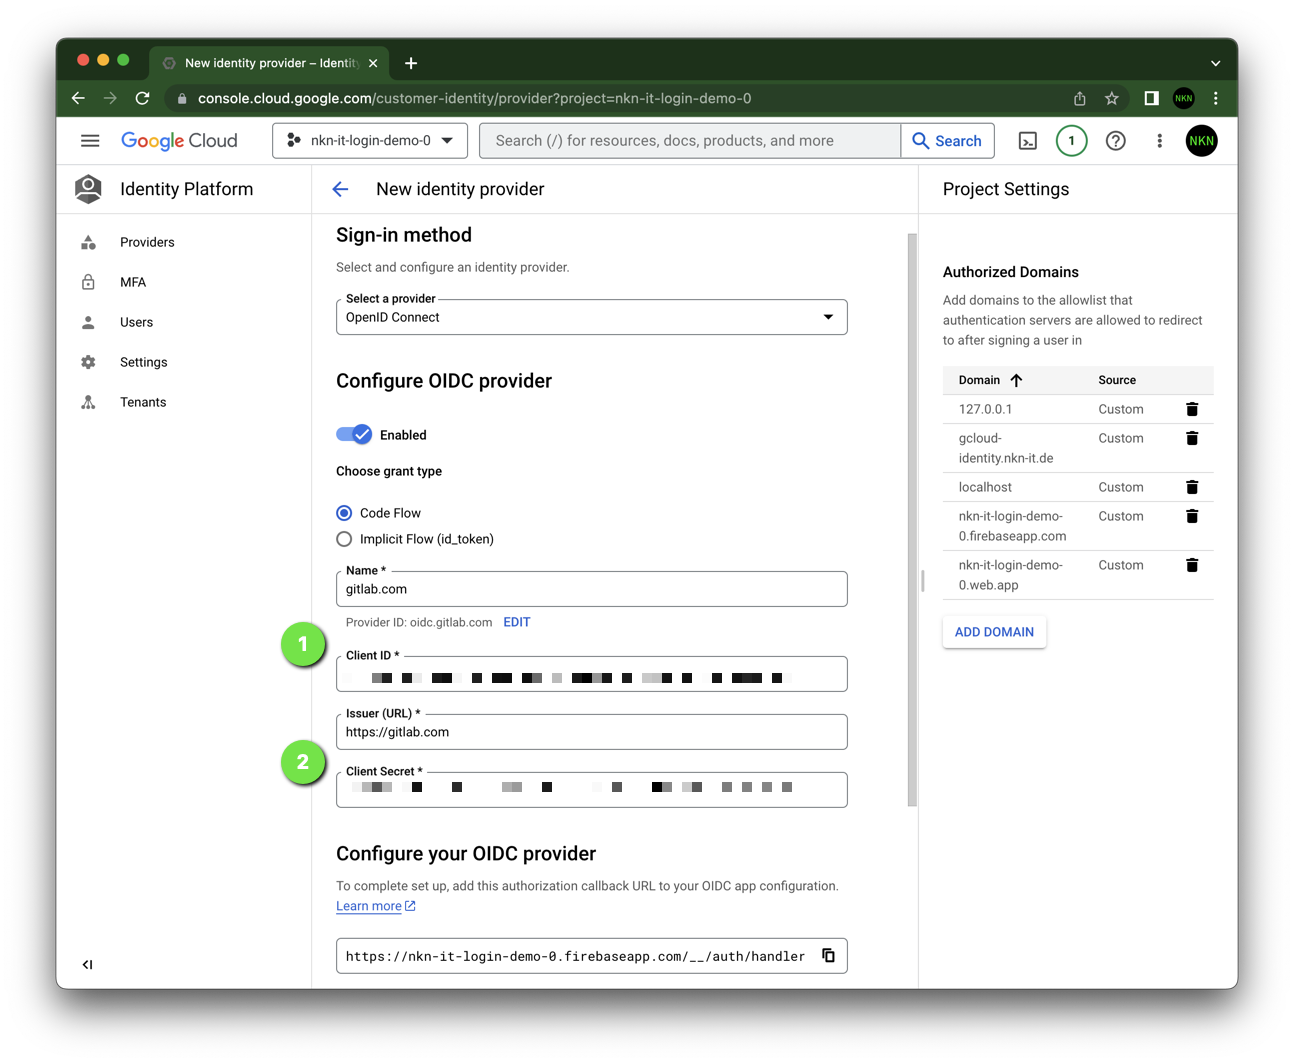 New identity provider – Identit
console.cloud.google.com/customer-identity/provider?project=nkn-it-login-demo-0
NKN
Google Cloud
nkn-it-login-demo-0
Search (/) for resources, docs, products, and more
Search
1
NKN
Identity Platform
Providers
MFA
Users
Settings
Tenants
New identity provider
Sign-in method
Select and configure an identity provider.
Select a provider
OpenID Connect
Configure OIDC provider
Enabled
Choose grant type
Code Flow
Implicit Flow (id_token)
Name *
gitlab.com
Provider ID: oidc.gitlab.com EDIT
1
Client ID *
Issuer (URL) *
https://gitlab.com
2
Client Secret *
Configure your OIDC provider
To complete set up, add this authorization callback URL to your OIDC app configuration.
Learn more
https://nkn-it-login-demo-0.firebaseapp.com/__/auth/handler
Project Settings
Authorized Domains
Add domains to the allowlist that
authentication servers are allowed to redirect
to after signing a user in
Domain Source
127.0.0.1 Custom
gcloud- Custom
identity.nkn-it.de
localhost Custom
nkn-it-login-demo- Custom
0.firebaseapp.com
nkn-it-login-demo- Custom
0.web.app
ADD DOMAIN